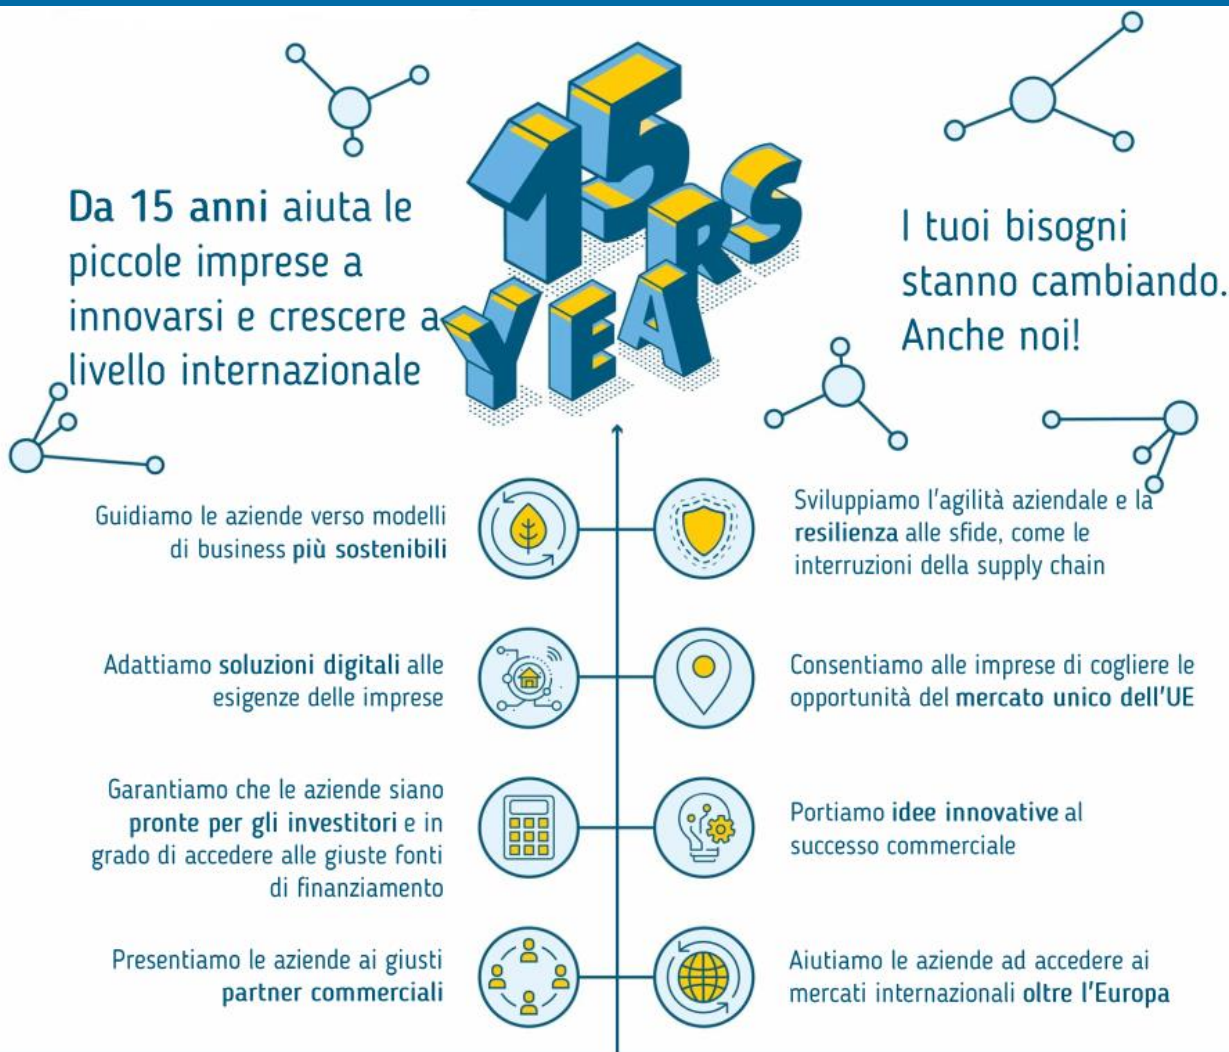 15
YEARS
Da 15 anni aiuta le
piccole imprese a
innovarsi e crescere a
livello internazionale
I tuoi bisogni
stanno cambiando.
Anche noi!
Guidiamo le aziende verso modelli
di business più sostenibili
Sviluppiamo l'agilità aziendale e la
resilienza alle sfide, come le
interruzioni della supply chain
Adattiamo soluzioni digitali alle
esigenze delle imprese
Consentiamo alle imprese di cogliere le
opportunità del mercato unico dell'UE
Garantiamo che le aziende siano
pronte per gli investitori e in
grado di accedere alle giuste fonti
di finanziamento
Portiamo idee innovative al
successo commerciale
Presentiamo le aziende ai giusti
partner commerciali
Aiutiamo le aziende ad accedere ai
mercati internazionali oltre l'Europa